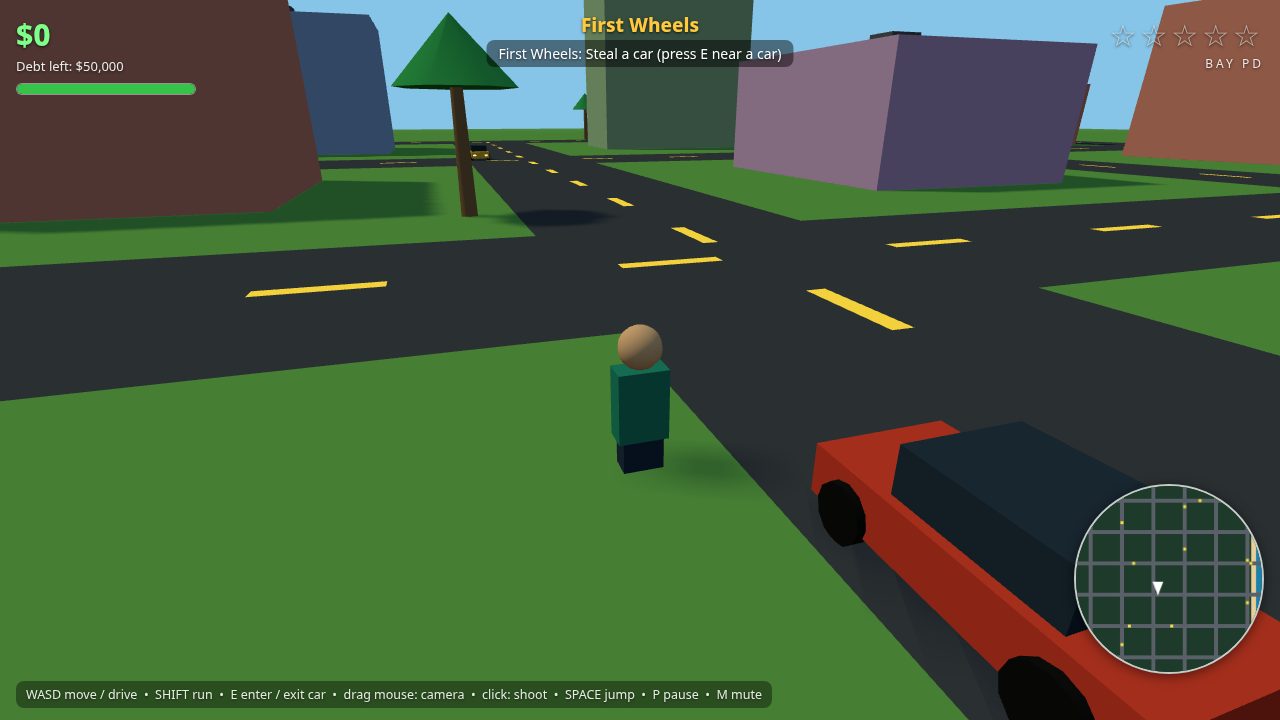 $0
Debt left: $50,000
First Wheels
First Wheels: Steal a car (press E near a car)
☆ ☆ ☆ ☆ ☆
BAY PD
WASD move / drive • SHIFT run • E enter / exit car • drag mouse: camera • click: shoot • SPACE jump • P pause • M mute